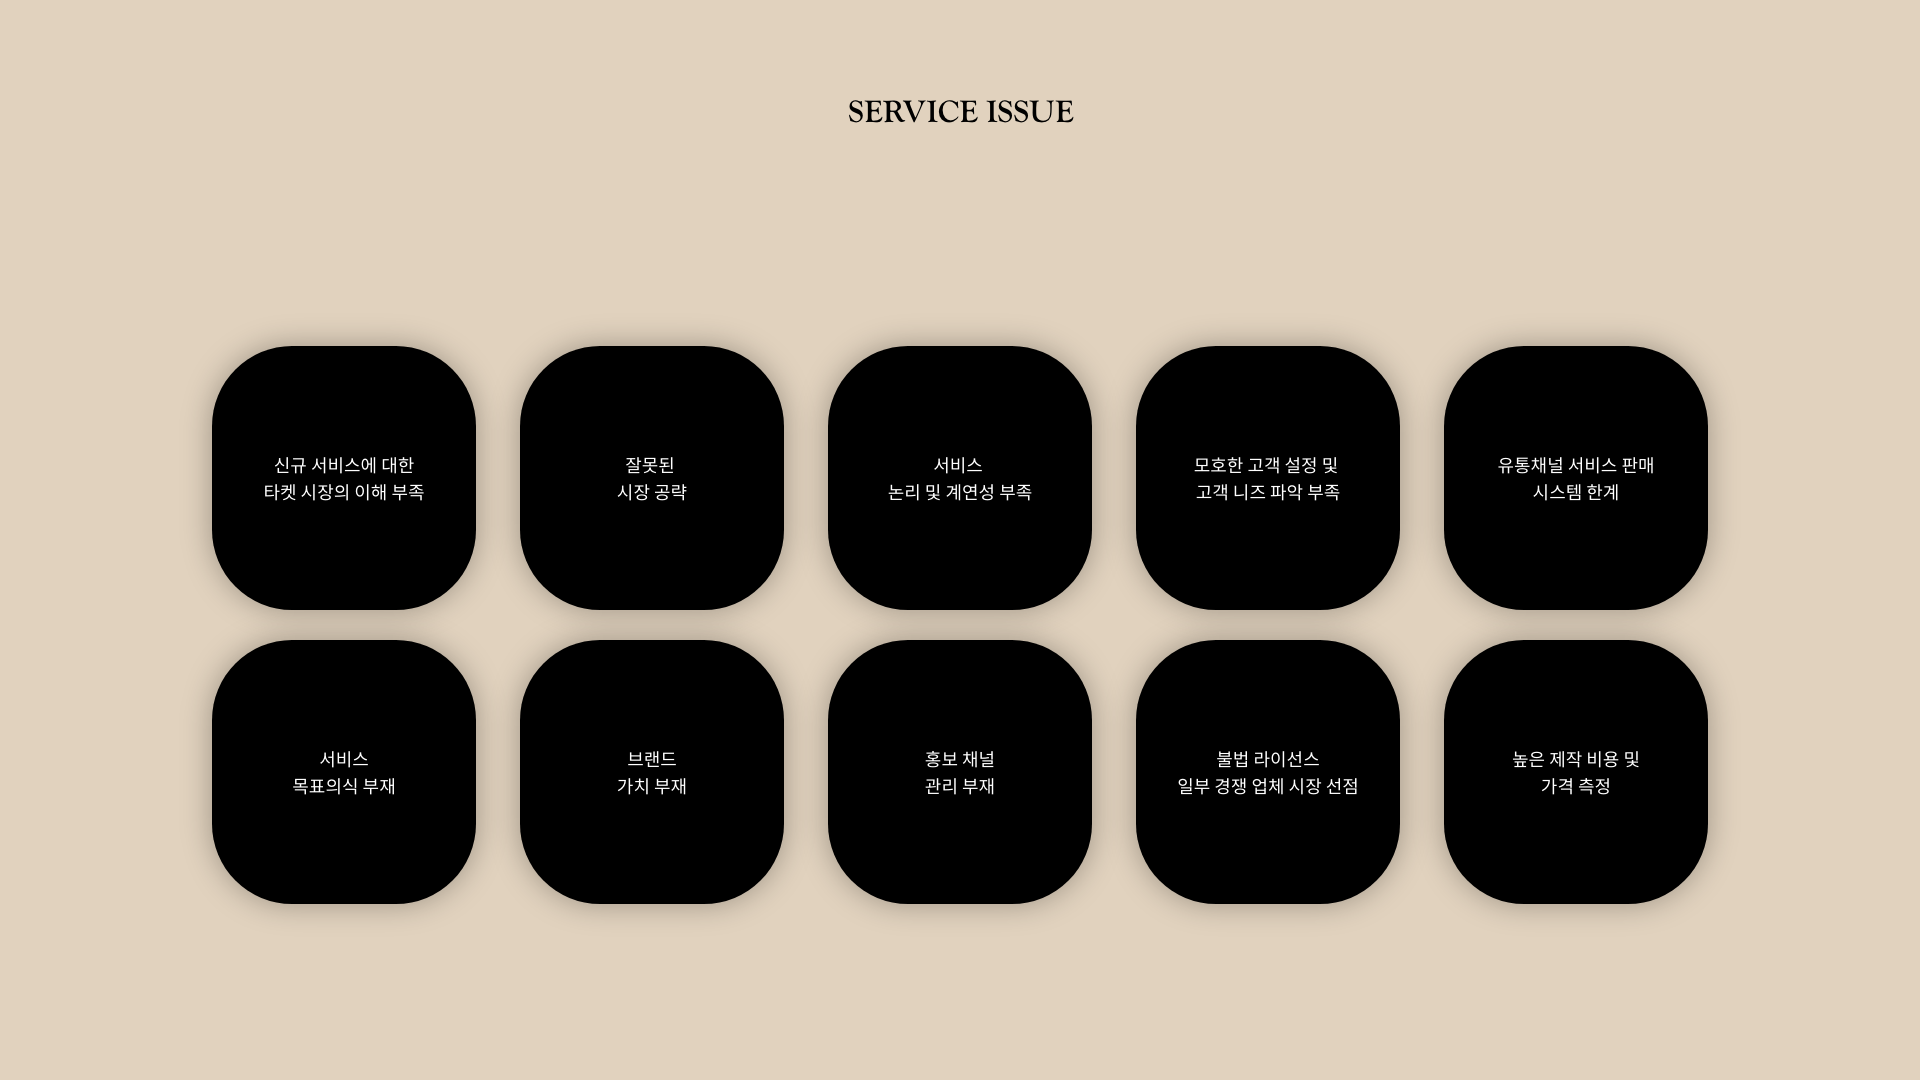 SERVICE ISSUE
신규 서비스에 대한
타켓 시장의 이해 부족
잘못된
시장 공략
서비스
논리 및 계연성 부족
모호한 고객 설정 및
고객 니즈 파악 부족
유통채널 서비스 판매
시스템 한계
서비스
목표의식 부재
브랜드
가치 부재
홍보 채널
관리 부재
불법 라이선스
일부 경쟁 업체 시장 선점
높은 제작 비용 및
가격 측정